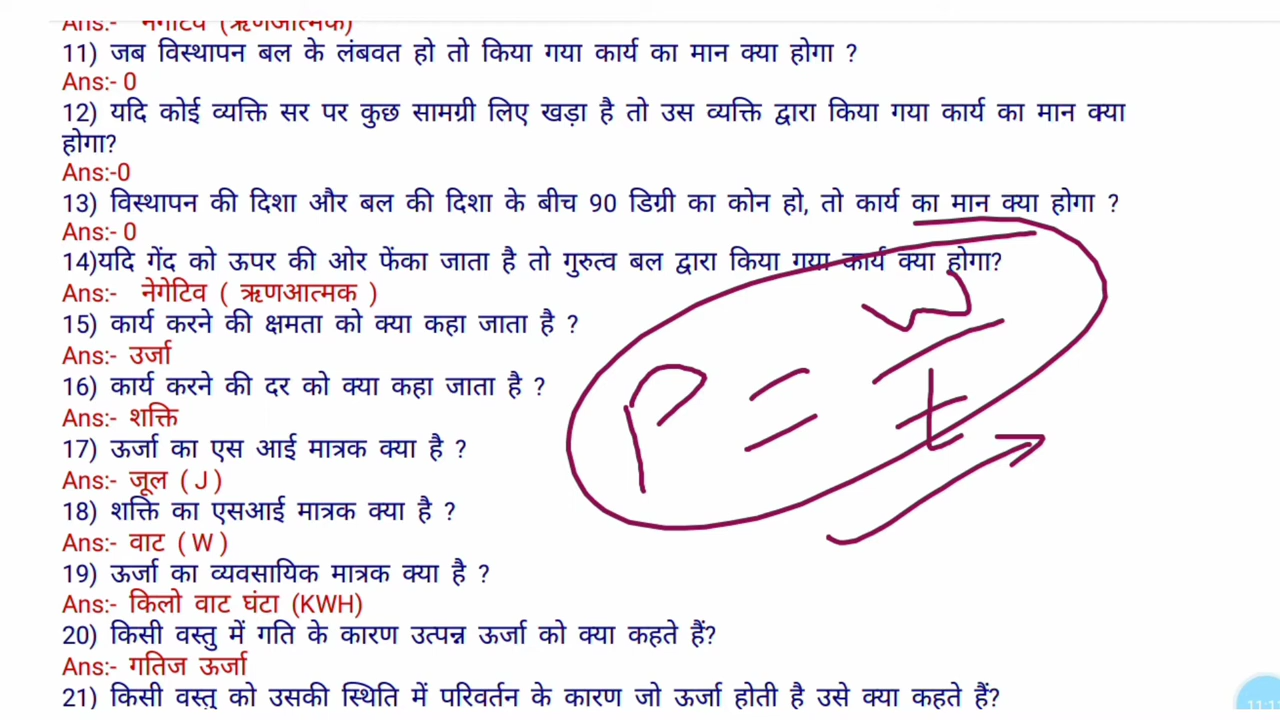 Ans:- नेगेटिव (ऋणआत्मक)
11) जब विस्थापन बल के लंबवत हो तो किया गया कार्य का मान क्या होगा ?
Ans:- 0
12) यदि कोई व्यक्ति सर पर कुछ सामग्री लिए खड़ा है तो उस व्यक्ति द्वारा किया गया कार्य का मान क्या
होगा?
Ans:-0
13) विस्थापन की दिशा और बल की दिशा के बीच 90 डिग्री का कोन हो, तो कार्य का मान क्या होगा ?
Ans:- 0
14)यदि गेंद को ऊपर की ओर फेंका जाता है तो गुरुत्व बल द्वारा किया गया कार्य क्या होगा?
Ans:- नेगेटिव ( ऋणआत्मक )
15) कार्य करने की क्षमता को क्या कहा जाता है ?
Ans:- उर्जा
16) कार्य करने की दर को क्या कहा जाता है ?
Ans:- शक्ति
17) ऊर्जा का एस आई मात्रक क्या है ?
Ans:- जूल ( J )
18) शक्ति का एसआई मात्रक क्या है ?
Ans:- वाट ( W )
19) ऊर्जा का व्यवसायिक मात्रक क्या है ?
Ans:- किलो वाट घंटा (KWH)
20) किसी वस्तु में गति के कारण उत्पन्न ऊर्जा को क्या कहते हैं?
Ans:- गतिज ऊर्जा
21) किसी वस्तु को उसकी स्थिति में परिवर्तन के कारण जो ऊर्जा होती है उसे क्या कहते हैं?
P = W/t